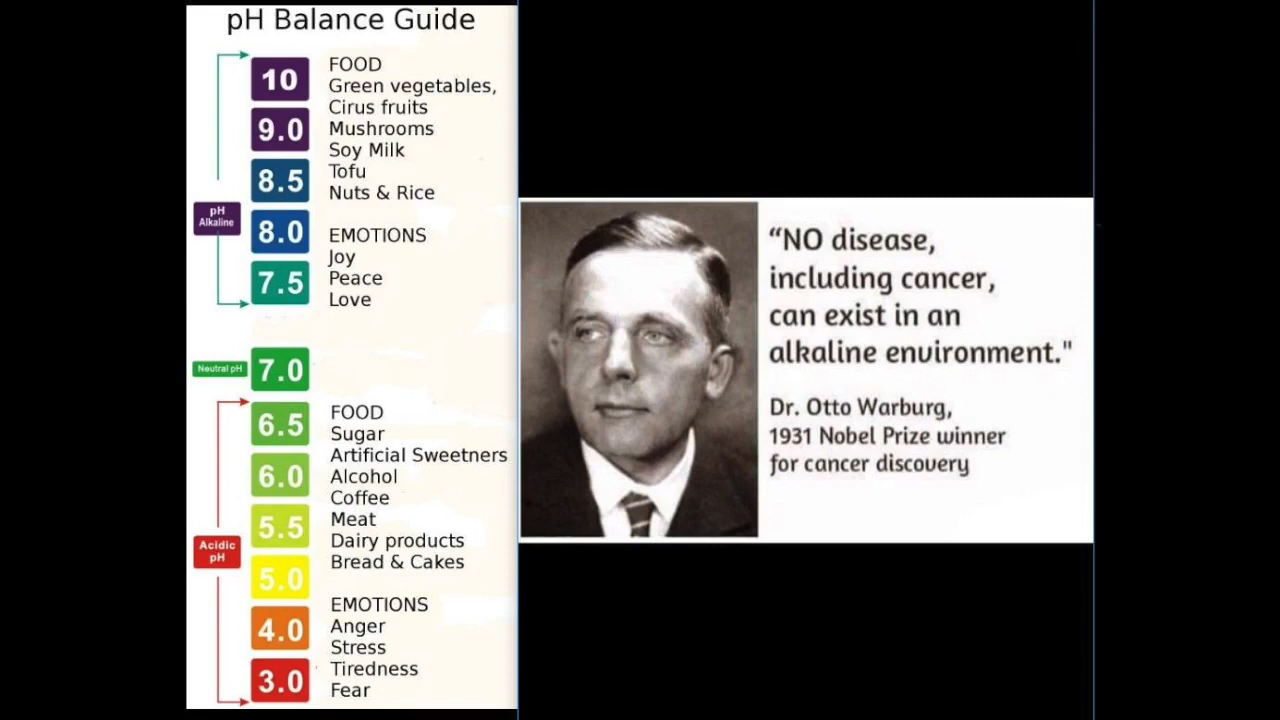 pH Balance Guide
10
9.0
8.5
8.0
7.5
pH
Alkaline
FOOD
Green vegetables,
Cirus fruits
Mushrooms
Soy Milk
Tofu
Nuts & Rice
EMOTIONS
Joy
Peace
Love
Neutral pH
7.0
6.5
6.0
5.5
5.0
4.0
3.0
Acidic
pH
FOOD
Sugar
Artificial Sweetners
Alcohol
Coffee
Meat
Dairy products
Bread & Cakes
EMOTIONS
Anger
Stress
Tiredness
Fear
“NO disease,
including cancer,
can exist in an
alkaline environment."
Dr. Otto Warburg,
1931 Nobel Prize winner
for cancer discovery